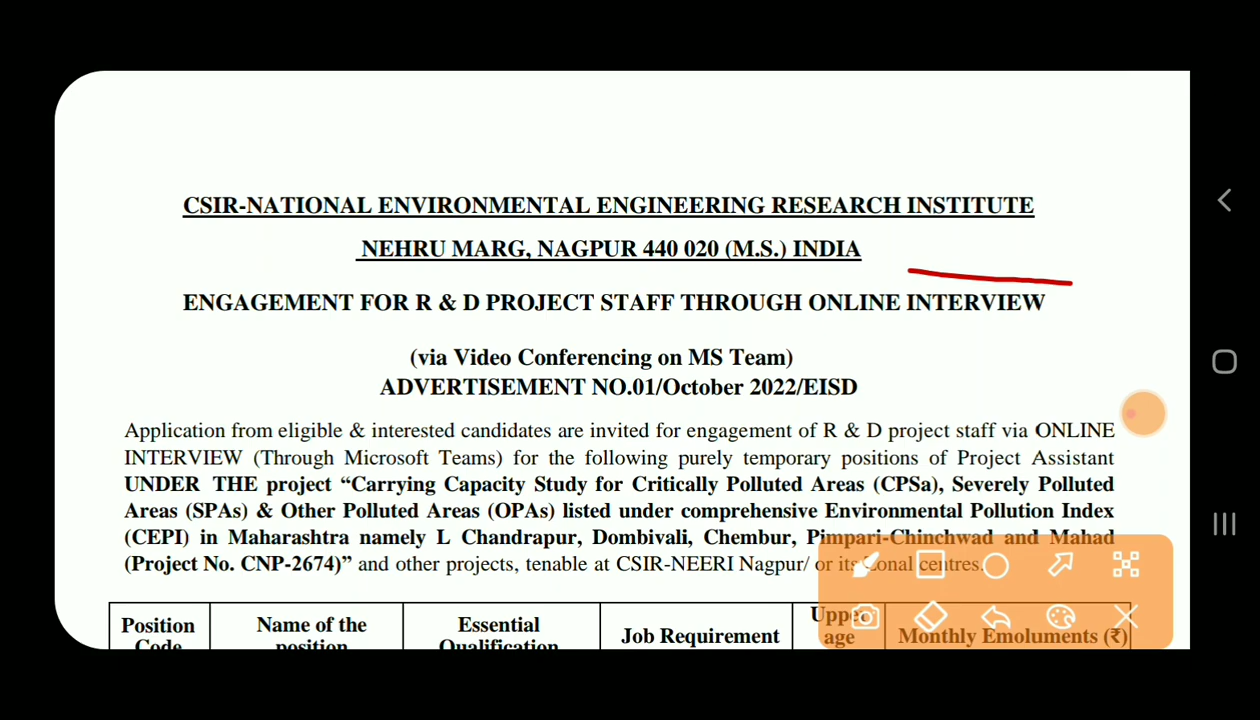 CSIR-NATIONAL ENVIRONMENTAL ENGINEERING RESEARCH INSTITUTE
NEHRU MARG, NAGPUR 440 020 (M.S.) INDIA
ENGAGEMENT FOR R & D PROJECT STAFF THROUGH ONLINE INTERVIEW
(via Video Conferencing on MS Team)
ADVERTISEMENT NO.01/October 2022/EISD
Application from eligible & interested candidates are invited for engagement of R & D project staff via ONLINE
INTERVIEW (Through Microsoft Teams) for the following purely temporary positions of Project Assistant
UNDER THE project “Carrying Capacity Study for Critically Polluted Areas (CPSa), Severely Polluted
Areas (SPAs) & Other Polluted Areas (OPAs) listed under comprehensive Environmental Pollution Index
(CEPI) in Maharashtra namely L Chandrapur, Dombivali, Chembur, Pimpari-Chinchwad and Mahad
(Project No. CNP-2674)” and other projects, tenable at CSIR-NEERI Nagpur/ or its Zonal centres.
Position Code
Name of the position
Essential Qualification
Job Requirement
Upper age
Monthly Emoluments (₹)